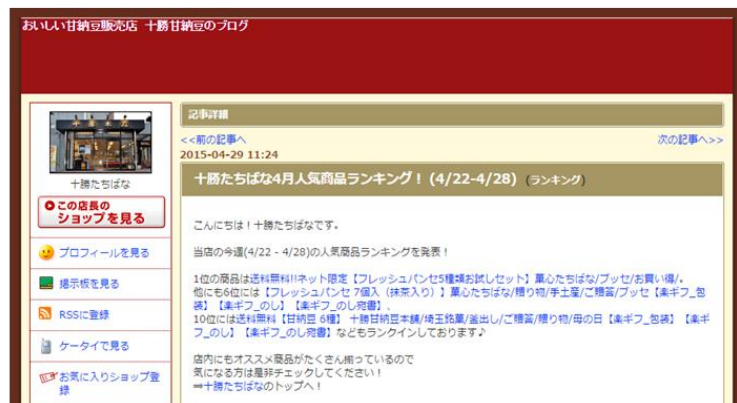 おいしい甘納豆販売店 十勝甘納豆のブログ
十勝たちばな
この店長の
ショップを見る
プロフィールを見る
掲示板を見る
RSSに登録
ケータイで見る
お気に入りショップ登
録
記事詳細
<<前の記事へ
次の記事へ>>
2015-04-29 11:24
十勝たちばな4月人気商品ランキング！(4/22-4/28) (ランキング)
こんにちは！十勝たちばなです。
当店の今週(4/22 - 4/28)の人気商品ランキングを発表！
1位の商品は送料無料!!ネット限定【フレッシュパンセ5種類お試しセット】菓心たちばな/ブッセ/お買い得/。
他にも6位には【フレッシュパンセ 7個入（抹茶入り）】菓心たちばな/贈り物/手土産/ご贈答/ブッセ【楽ギフ_包
装】【楽ギフ_のし】【楽ギフ_のし宛書】、
10位には送料無料【甘納豆 6種】 十勝甘納豆本舗/埼玉銘菓/釜出し/ご贈答/贈り物/母の日【楽ギフ_包装】【楽ギ
フ_のし】【楽ギフ_のし宛書】などもランクインしております♪
店内にもオススメ商品がたくさん揃っているので
気になる方は是非チェックしてください！
⇒十勝たちばなのトップへ！